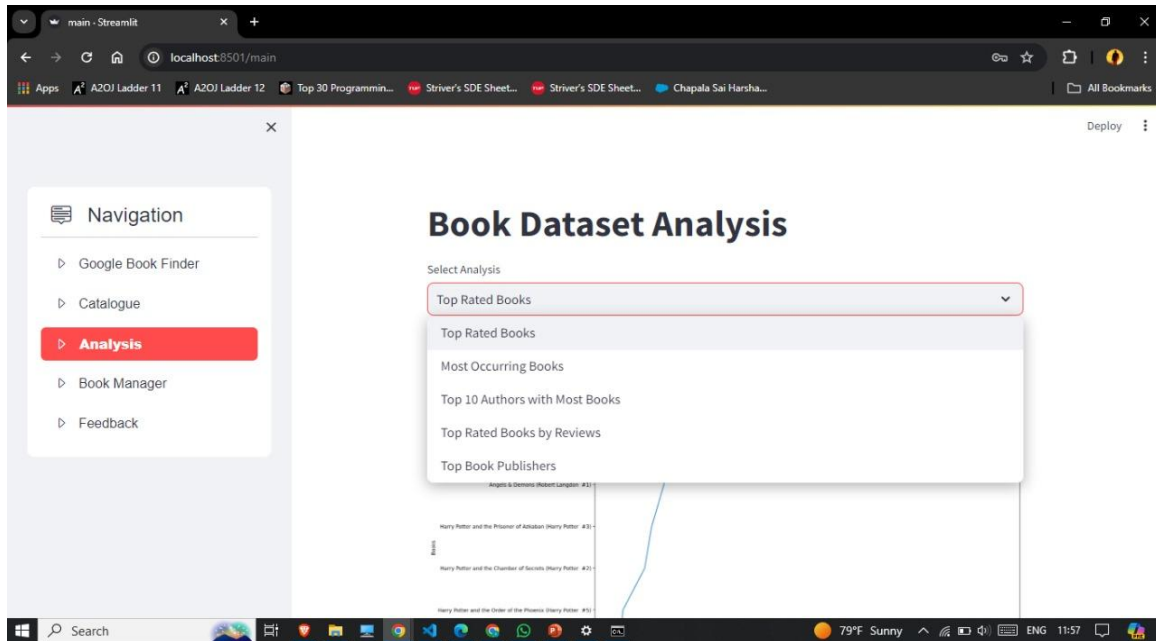 main · Streamlit
localhost:8501/main
Apps A2OJ Ladder 11 A2OJ Ladder 12 Top 30 Programmin... Striver's SDE Sheet... Striver's SDE Sheet... Chapala Sai Harsha... All Bookmarks
Deploy
Navigation
Google Book Finder
Catalogue
Analysis
Book Manager
Feedback
Book Dataset Analysis
Select Analysis
Top Rated Books
Top Rated Books
Most Occurring Books
Top 10 Authors with Most Books
Top Rated Books by Reviews
Top Book Publishers
Angels & Demons (Robert Langdon #1)
Harry Potter and the Prisoner of Azkaban (Harry Potter #3)
Books
Harry Potter and the Chamber of Secrets (Harry Potter #2)
Harry Potter and the Order of the Phoenix (Harry Potter #5)
Search
79°F Sunny ENG 11:57